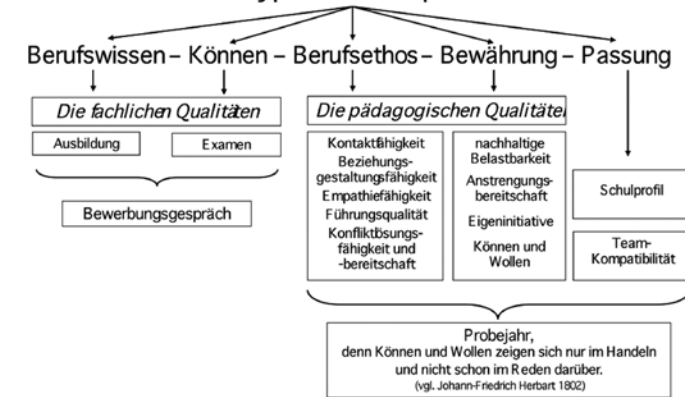 Berufswissen – Können – Berufsethos – Bewährung – Passung
Die fachlichen Qualitäten
Ausbildung
Examen
Bewerbungsgespräch
Die pädagogischen Qualitäten
Kontaktfähigkeit
Beziehungs-
gestaltungsfähigkeit
Empathiefähigkeit
Führungsqualität
Konfliktlösungs-
fähigkeit und
-bereitschaft
nachhaltige
Belastbarkeit
Anstrengungs-
bereitschaft
Eigeninitiative
Können und
Wollen
Schulprofil
Team-
Kompatibilität
Probejahr,
denn Können und Wollen zeigen sich nur im Handeln
und nicht schon im Reden darüber.
(vgl. Johann-Friedrich Herbart 1802)